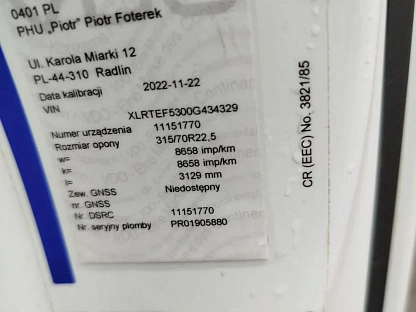 0401 PL
PHU „Piotr" Piotr Foterek
Ul. Karola Miarki 12
PL-44-310 Radlin
Data kalibracji 2022-11-22
VIN XLRTEF5300G434329
Numer urządzenia 11151770
Rozmiar opony 315/70R22,5
w= 8658 imp/km
k= 8658 imp/km
l= 3129 mm
Zew. GNSS Niedostępny
nr. GNSS
Nr. DSRC 11151770
Nr. seryjny plomby PR01905880
CR (EEC) No. 3821/85